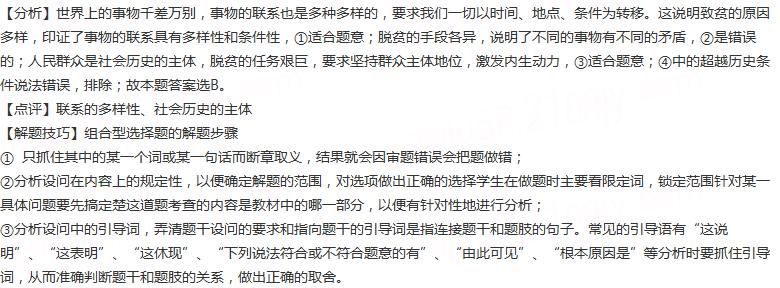 【分析】世界上的事物千差万别，事物的联系也是多种多样的，要求我们一切以时间、地点、条件为转移。这说明致贫的原因
多样，印证了事物的联系具有多样性和条件性，①适合题意；脱贫的手段各异，说明了不同的事物有不同的矛盾，②是错误
的；人民群众是社会历史的主体，脱贫的任务艰巨，要求坚持群众主体地位，激发内生动力，③适合题意；④中的超越历史条
件说法错误，排除；故本题答案选B。
【点评】联系的多样性、社会历史的主体
【解题技巧】组合型选择题的解题步骤
① 只抓住其中的某一个词或某一句话而断章取义，结果就会因审题错误会把题做错；
②分析设问在内容上的规定性，以便确定解题的范围，对选项做出正确的选择学生在做题时主要看限定词，锁定范围针对某一
具体问题要先搞定楚这道题考查的内容是教材中的哪一部分，以便有针对性地进行分析；
③分析设问中的引导词，弄清题干设问的要求和指向题干的引导词是指连接题干和题肢的句子。常见的引导语有“这说
明”、“这表明”、“这休现”、“下列说法符合或不符合题意的有”、“由此可见”、“根本原因是”等分析时要抓住引导
词，从而准确判断题干和题肢的关系，做出正确的取舍。